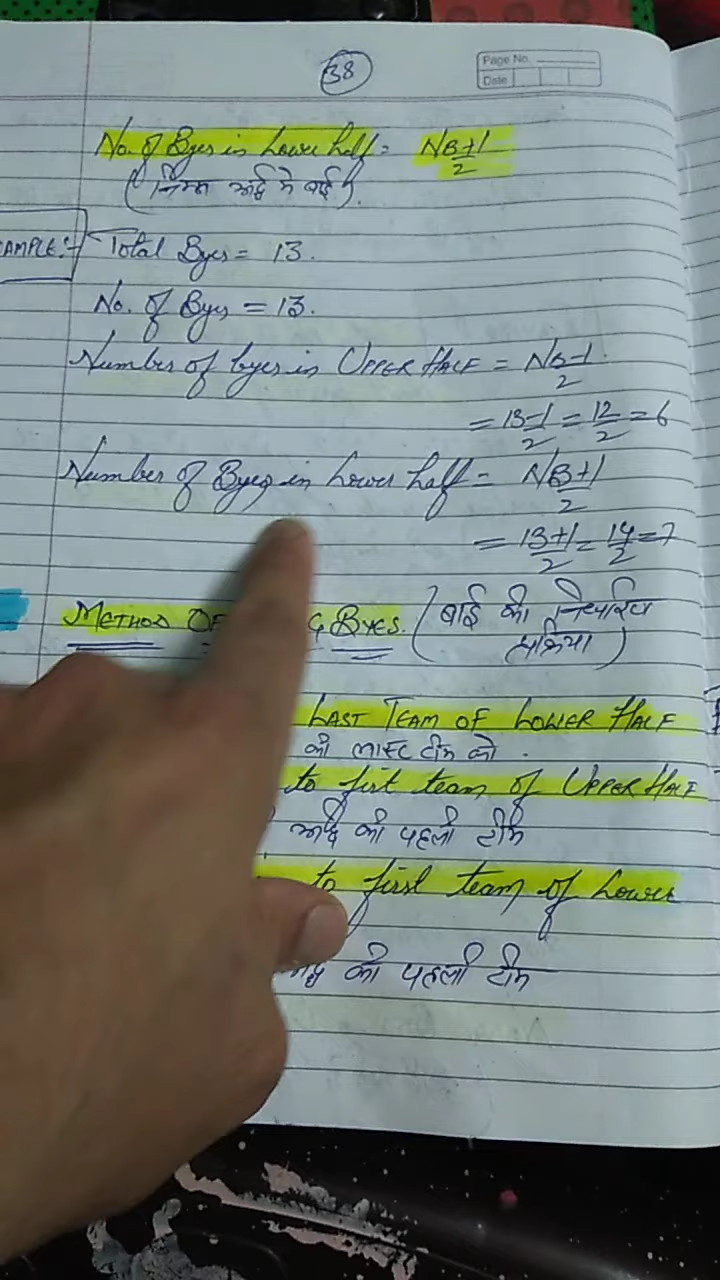 38
Page No.
Date
No. of Byes in Lower half = NB+1/2
(निम्न अर्द्ध में बाई).
AMPLE:- Total Byes = 13.
No. of Byes = 13.
Number of byes in UPPER HALF = NB-1/2
= 13-1/2 = 12/2 = 6
Number of Byes in Lower half = NB+1/2
= 13+1/2 = 14/2 = 7
METHOD OF G BYES. (बाई की
प्रक्रिया)
LAST TEAM OF LOWER HALF
की लास्ट टीम को .
to first team of UPPER HALF
की पहली टीम
to first team of Lower
की पहली टीम